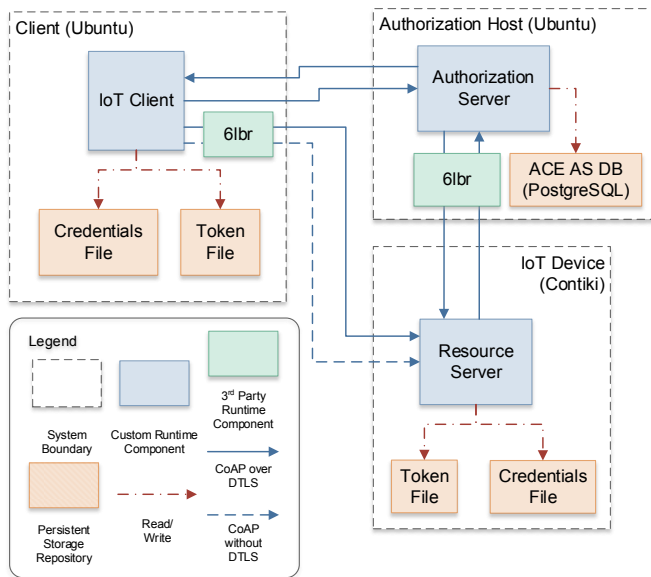 Client (Ubuntu)
IoT Client
6lbr
Credentials
File
Token
File
Authorization Host (Ubuntu)
Authorization
Server
6lbr
ACE AS DB
(PostgreSQL)
IoT Device
(Contiki)
Resource
Server
Token
File
Credentials
File
Legend
System
Boundary
Custom Runtime
Component
3rd Party
Runtime
Component
CoAP over
DTLS
Persistent
Storage
Repository
Read/
Write
CoAP
without
DTLS